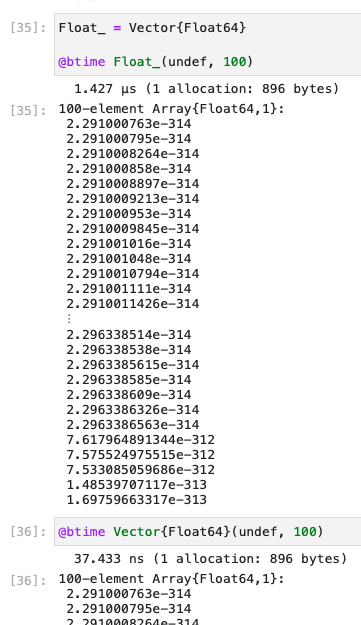 [35]: Float_ = Vector{Float64}
@btime Float_(undef, 100)
1.427 μs (1 allocation: 896 bytes)
[35]: 100-element Array{Float64,1}:
2.291000763e-314
2.291000795e-314
2.2910008264e-314
2.291000858e-314
2.2910008897e-314
2.2910009213e-314
2.291000953e-314
2.2910009845e-314
2.291001016e-314
2.291001048e-314
2.2910010794e-314
2.291001111e-314
2.2910011426e-314
⋮
2.296338514e-314
2.296338538e-314
2.2963385615e-314
2.296338585e-314
2.296338609e-314
2.2963386326e-314
2.2963386563e-314
7.617964891344e-312
7.575524975515e-312
7.533085059686e-312
1.48539707117e-313
1.69759663317e-313
[36]: @btime Vector{Float64}(undef, 100)
37.433 ns (1 allocation: 896 bytes)
[36]: 100-element Array{Float64,1}:
2.291000763e-314
2.291000795e-314
2.2910008264e-314